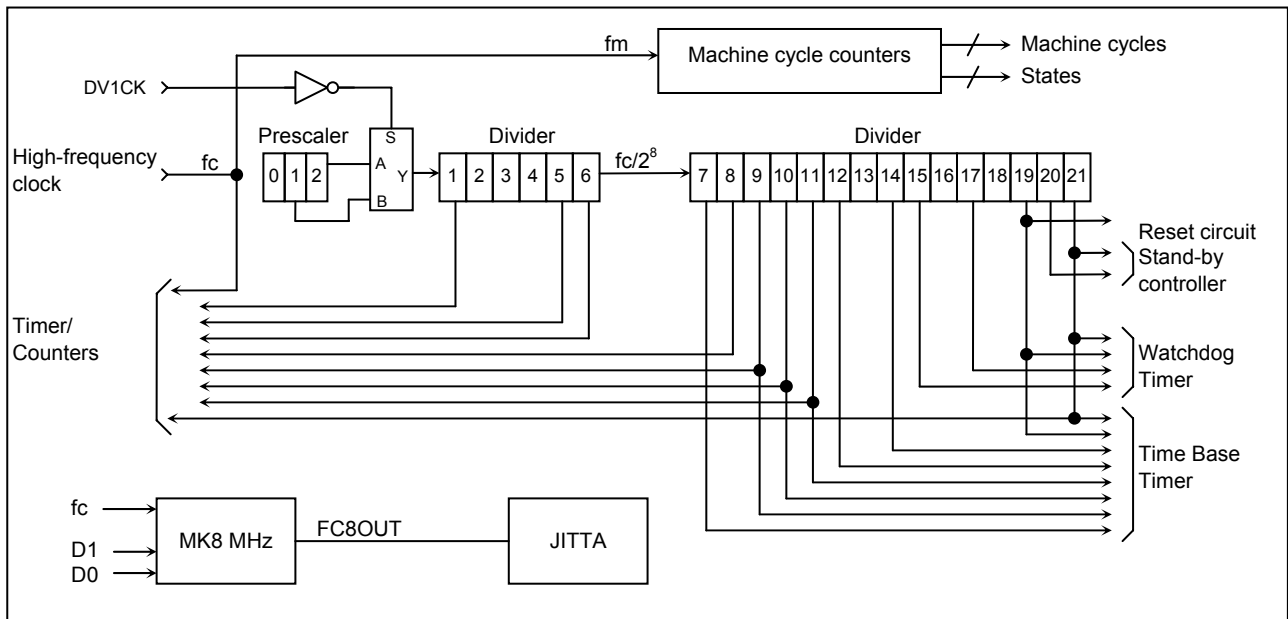 fm
Machine cycle counters
Machine cycles
States
DV1CK
S
Prescaler
Divider
Divider
High-frequency
clock
fc
0 1 2
A
B
Y
1 2 3 4 5 6
fc/2⁸
7 8 9 10 11 12 13 14 15 16 17 18 19 20 21
Reset circuit
Stand-by
controller
Timer/
Counters
Watchdog
Timer
Time Base
Timer
fc
D1
D0
MK8 MHz
FC8OUT
JITTA